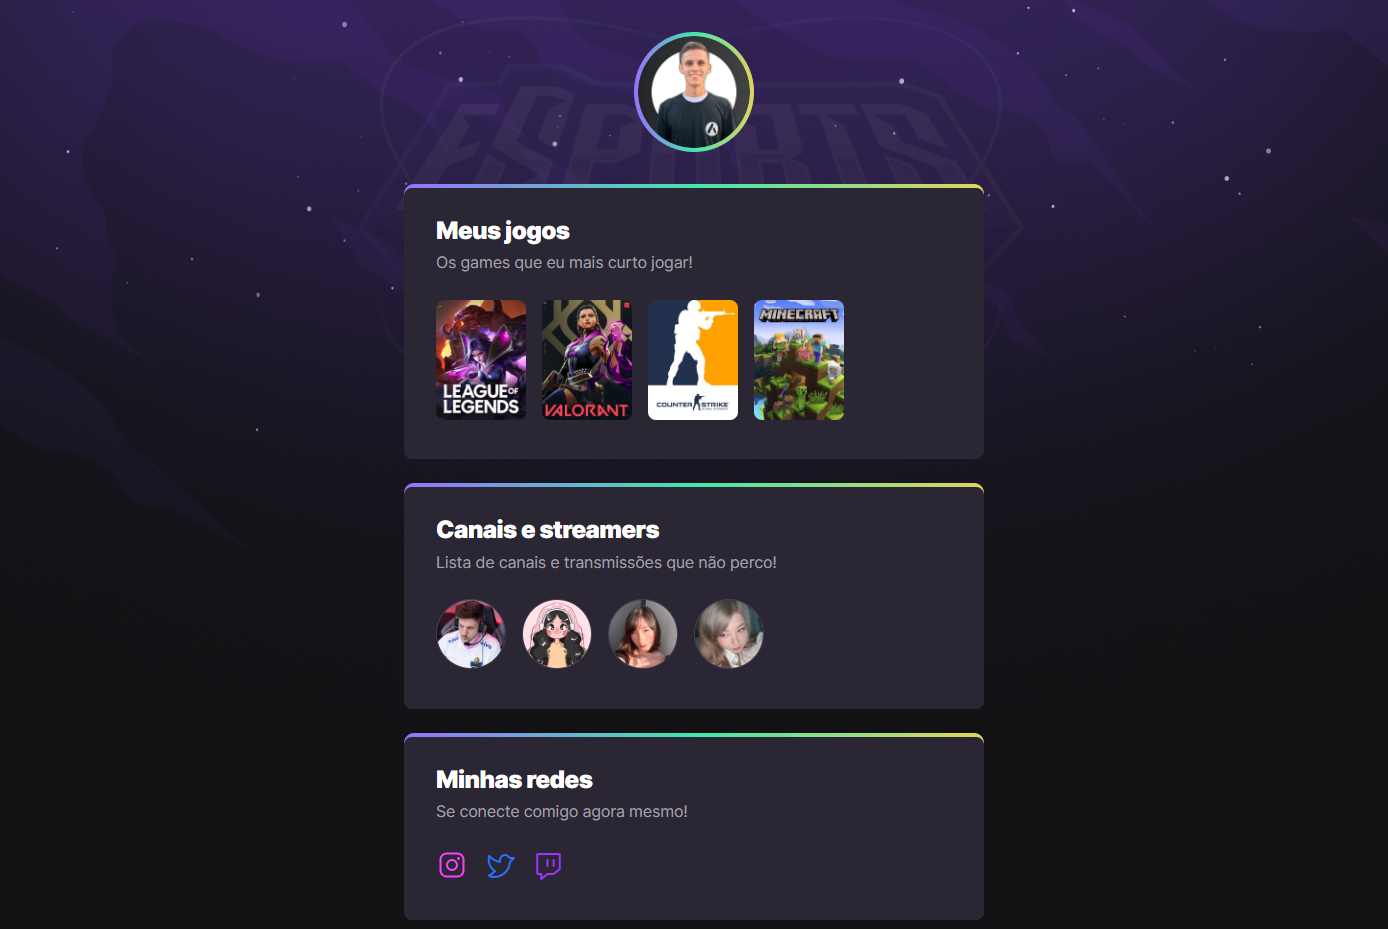 ESPORTS
Meus jogos
Os games que eu mais curto jogar!
LEAGUE OF
LEGENDS
VALORANT
COUNTER STRIKE
MINECRAFT
Canais e streamers
Lista de canais e transmissões que não perco!
Minhas redes
Se conecte comigo agora mesmo!